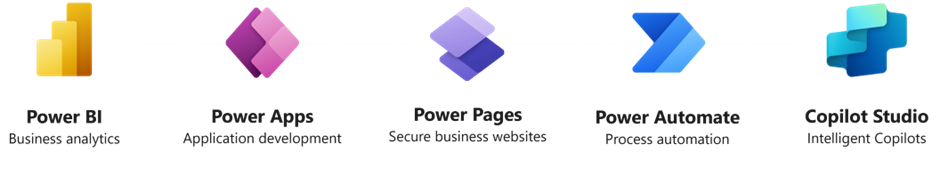 Power BI
Business analytics
Power Apps
Application development
Power Pages
Secure business websites
Power Automate
Process automation
Copilot Studio
Intelligent Copilots